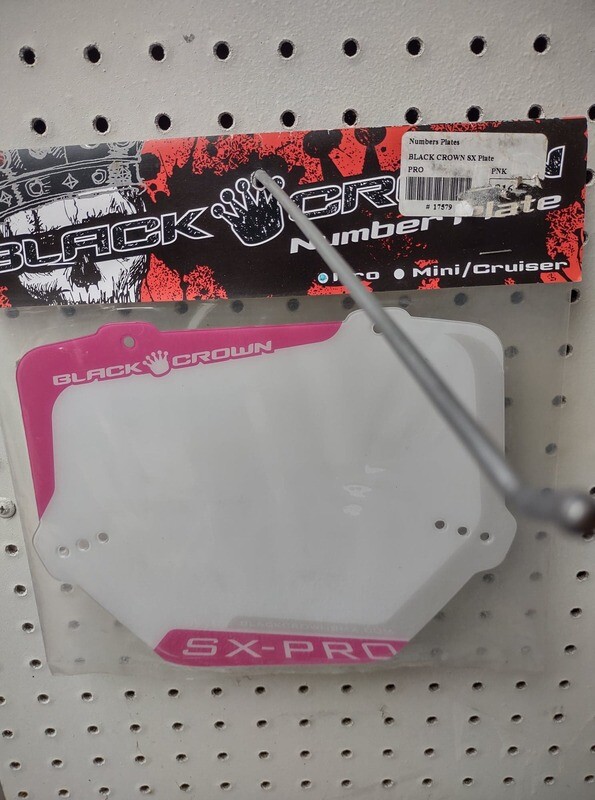 Numbers Plates
BLACK CROWN SX Plate
PRO PNK
# 17579
BLACK CROWN
Number Plate
Pro Mini/Cruiser
BLACK CROWN
SX-PRO